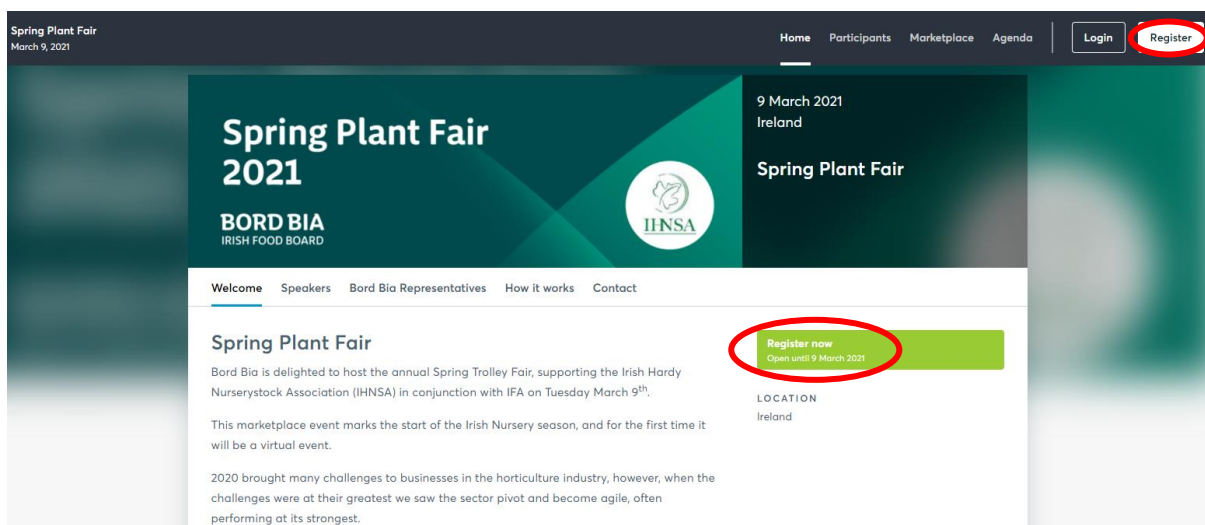 Spring Plant Fair
March 9, 2021
Home Participants Marketplace Agenda Login Register
Spring Plant Fair
2021
BORD BIA
IRISH FOOD BOARD
IHNSA
9 March 2021
Ireland
Spring Plant Fair
Welcome Speakers Bord Bia Representatives How it works Contact
Spring Plant Fair
Bord Bia is delighted to host the annual Spring Trolley Fair, supporting the Irish Hardy
Nurserystock Association (IHNSA) in conjunction with IFA on Tuesday March 9th.
This marketplace event marks the start of the Irish Nursery season, and for the first time it
will be a virtual event.
2020 brought many challenges to businesses in the horticulture industry, however, when the
challenges were at their greatest we saw the sector pivot and become agile, often
performing at its strongest.
Register now
Open until 9 March 2021
LOCATION
Ireland